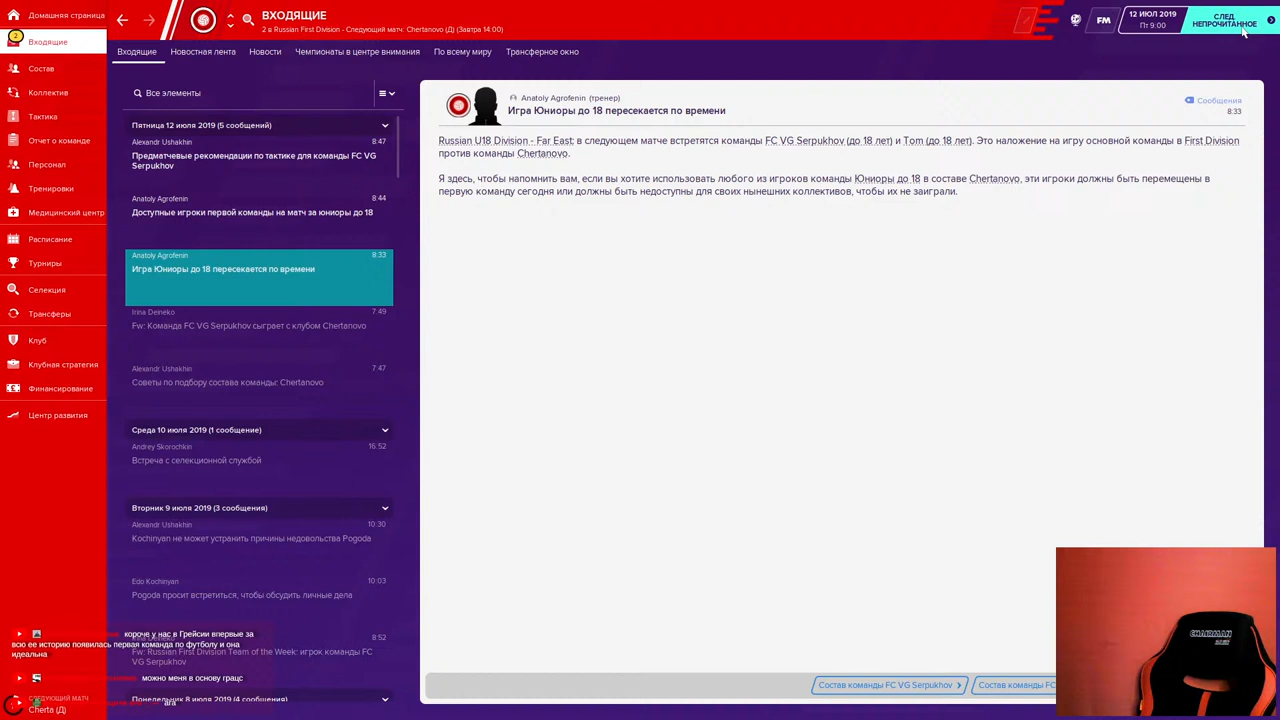 Домашняя страница
2
Входящие
Состав
Коллектив
Тактика
Отчет о команде
Персонал
Тренировки
Медицинский центр
Расписание
Турниры
Селекция
Трансферы
Клуб
Клубная стратегия
Финансирование
Центр развития
ВХОДЯЩИЕ
2 в Russian First Division - Следующий матч: Chertanovo (Д) (Завтра 14:00)
FM
12 ИЮЛ 2019
Пт 9:00
СЛЕД.
НЕПРОЧИТАННОЕ
Входящие Новостная лента Новости Чемпионаты в центре внимания По всему миру Трансферное окно
Все элементы
Пятница 12 июля 2019 (5 сообщений)
Alexandr Ushakhin 8:47
Предматчевые рекомендации по тактике для команды FC VG
Serpukhov
Anatoly Agrofenin 8:44
Доступные игроки первой команды на матч за юниоры до 18
Anatoly Agrofenin 8:33
Игра Юниоры до 18 пересекается по времени
Irina Deineko 7:49
Fw: Команда FC VG Serpukhov сыграет с клубом Chertanovo
Alexandr Ushakhin 7:47
Советы по подбору состава команды: Chertanovo
Среда 10 июля 2019 (1 сообщение)
Andrey Skorochkin 16:52
Встреча с селекционной службой
Вторник 9 июля 2019 (3 сообщения)
Alexandr Ushakhin 10:30
Kochinyan не может устранить причины недовольства Pogoda
Edo Kochinyan 10:03
Pogoda просит встретиться, чтобы обсудить личные дела
8:52
Fw: Russian First Division Team of the Week: игрок команды FC
VG Serpukhov
Понедельник 8 июля 2019 (4 сообщения)
Anatoly Agrofenin (тренер)
Игра Юниоры до 18 пересекается по времени
Сообщения
8:33
Russian U18 Division - Far East: в следующем матче встретятся команды FC VG Serpukhov (до 18 лет) и Tom (до 18 лет). Это наложение на игру основной команды в First Division
против команды Chertanovo.
Я здесь, чтобы напомнить вам, если вы хотите использовать любого из игроков команды Юниоры до 18 в составе Chertanovo, эти игроки должны быть перемещены в
первую команду сегодня или должны быть недоступны для своих нынешних коллективов, чтобы их не заиграли.
Состав команды FC VG Serpukhov
Состав команды FC
CHAIRMAN
короче у нас в Грейсии впервые за
всю ее историю появилась первая команда по футболу и она
идеальна
можно меня в основу грацс
СЛЕДУЮЩИЙ МАТЧ
ага
Cherta (Д)